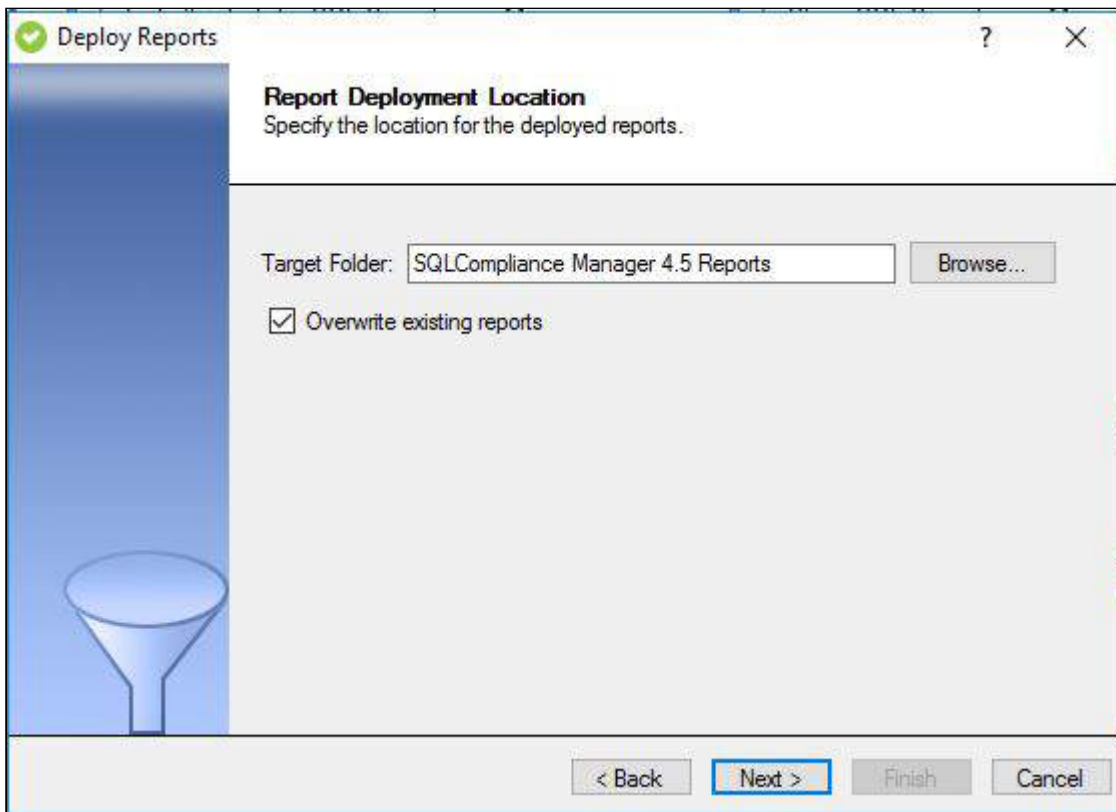 Deploy Reports
?
Report Deployment Location
Specify the location for the deployed reports.
Target Folder: SQLCompliance Manager 4.5 Reports Browse...
Overwrite existing reports
< Back Next > Finish Cancel